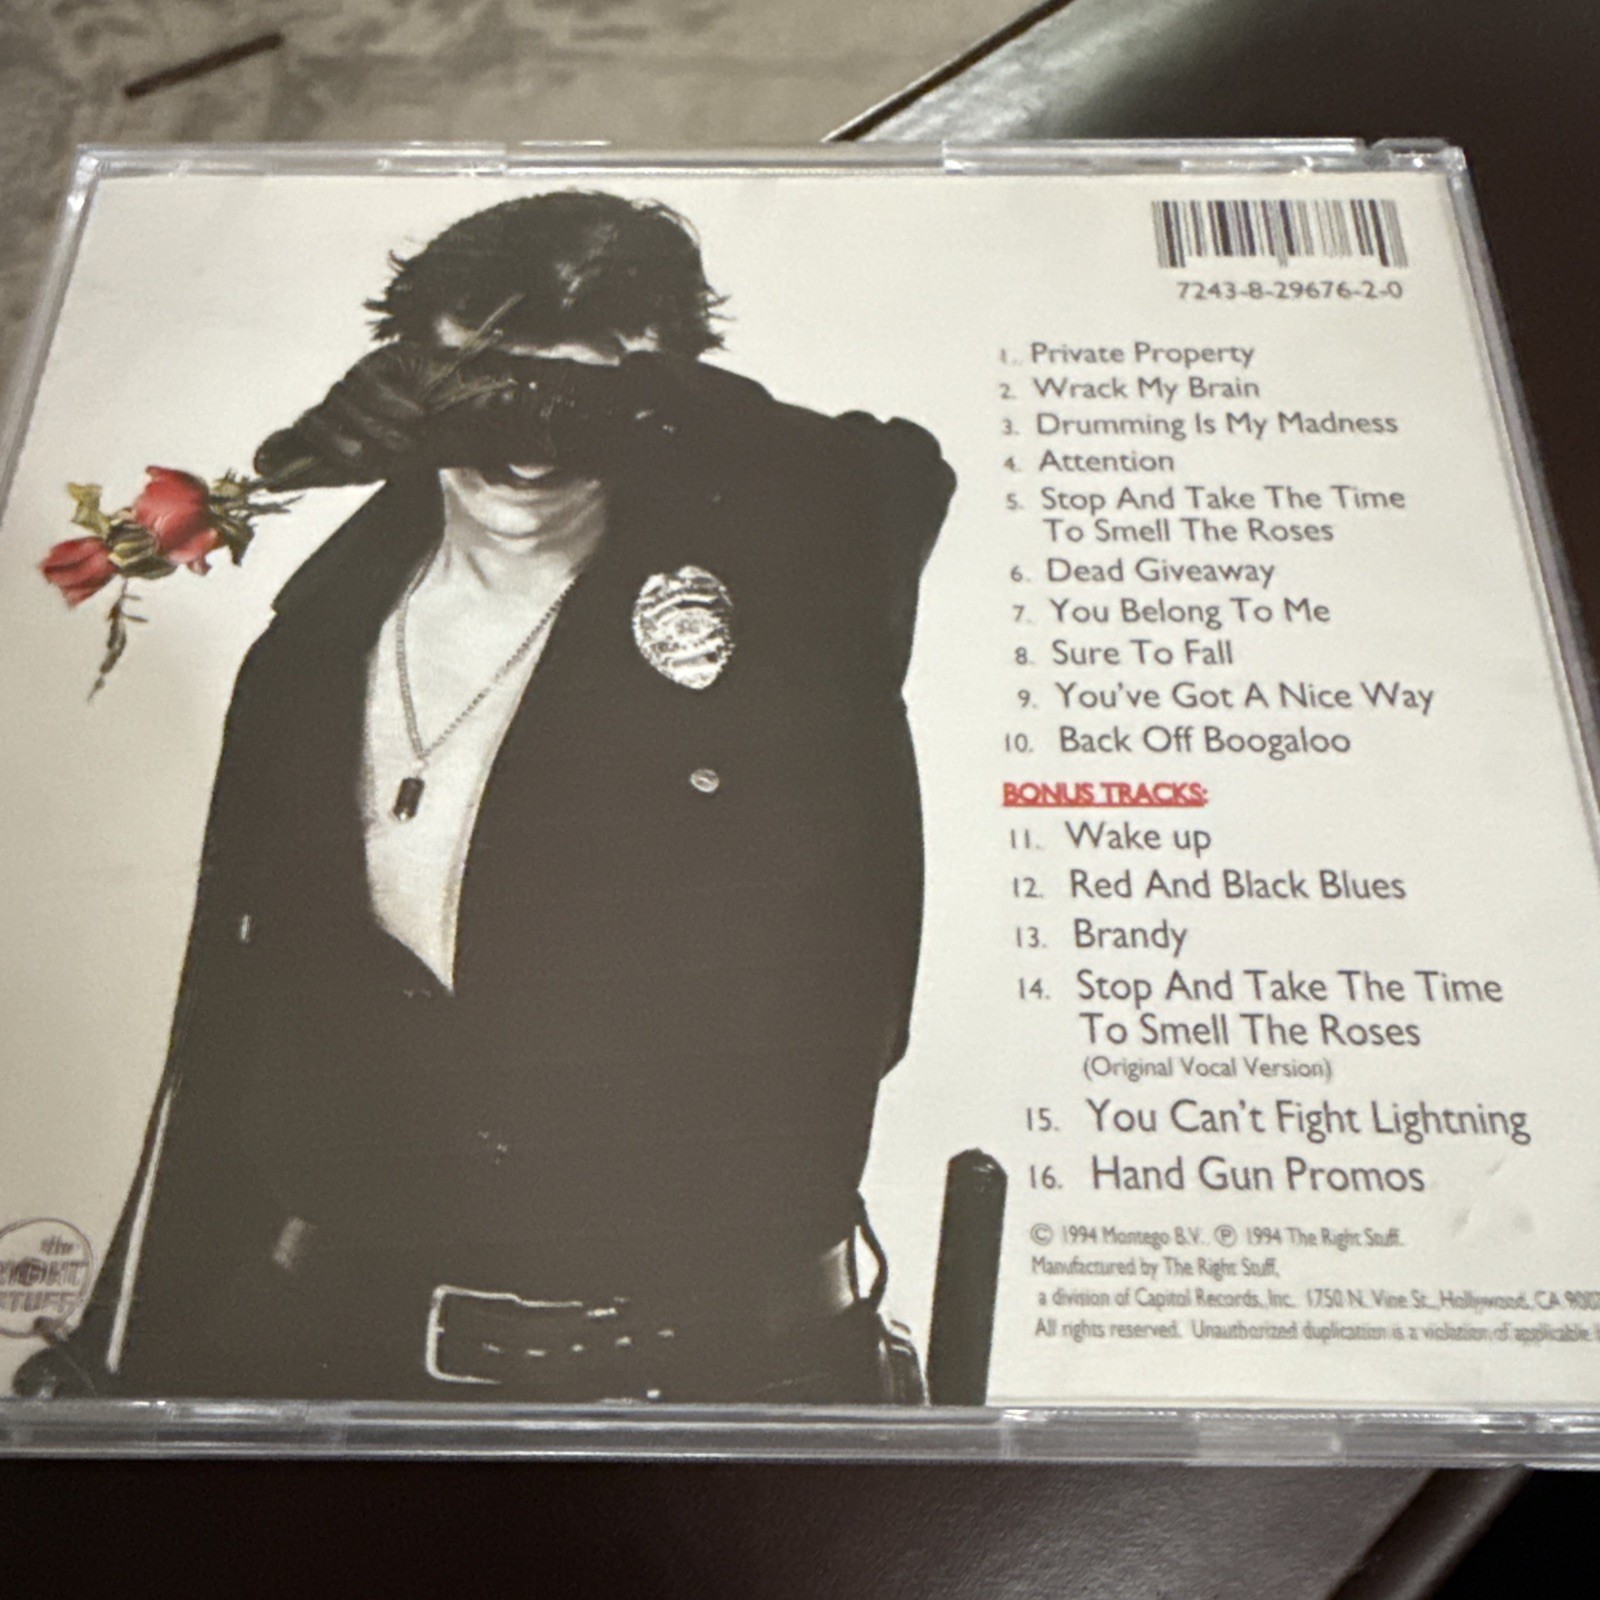 7243-8-29676-2-0
1. Private Property
2. Wrack My Brain
3. Drumming Is My Madness
4. Attention
5. Stop And Take The Time
To Smell The Roses
6. Dead Giveaway
7. You Belong To Me
8. Sure To Fall
9. You've Got A Nice Way
10. Back Off Boogaloo
BONUS TRACKS:
11. Wake up
12. Red And Black Blues
13. Brandy
14. Stop And Take The Time
To Smell The Roses
(Original Vocal Version)
15. You Can't Fight Lightning
16. Hand Gun Promos
© 1994 Montego B.V. ℗ 1994 The Right Stuff.
Manufactured by The Right Stuff,
a division of Capitol Records, Inc. 1750 N. Vine St., Hollywood, CA
All rights reserved. Unauthorized duplication is a violation of applicable
the
RIGHT
STUFF